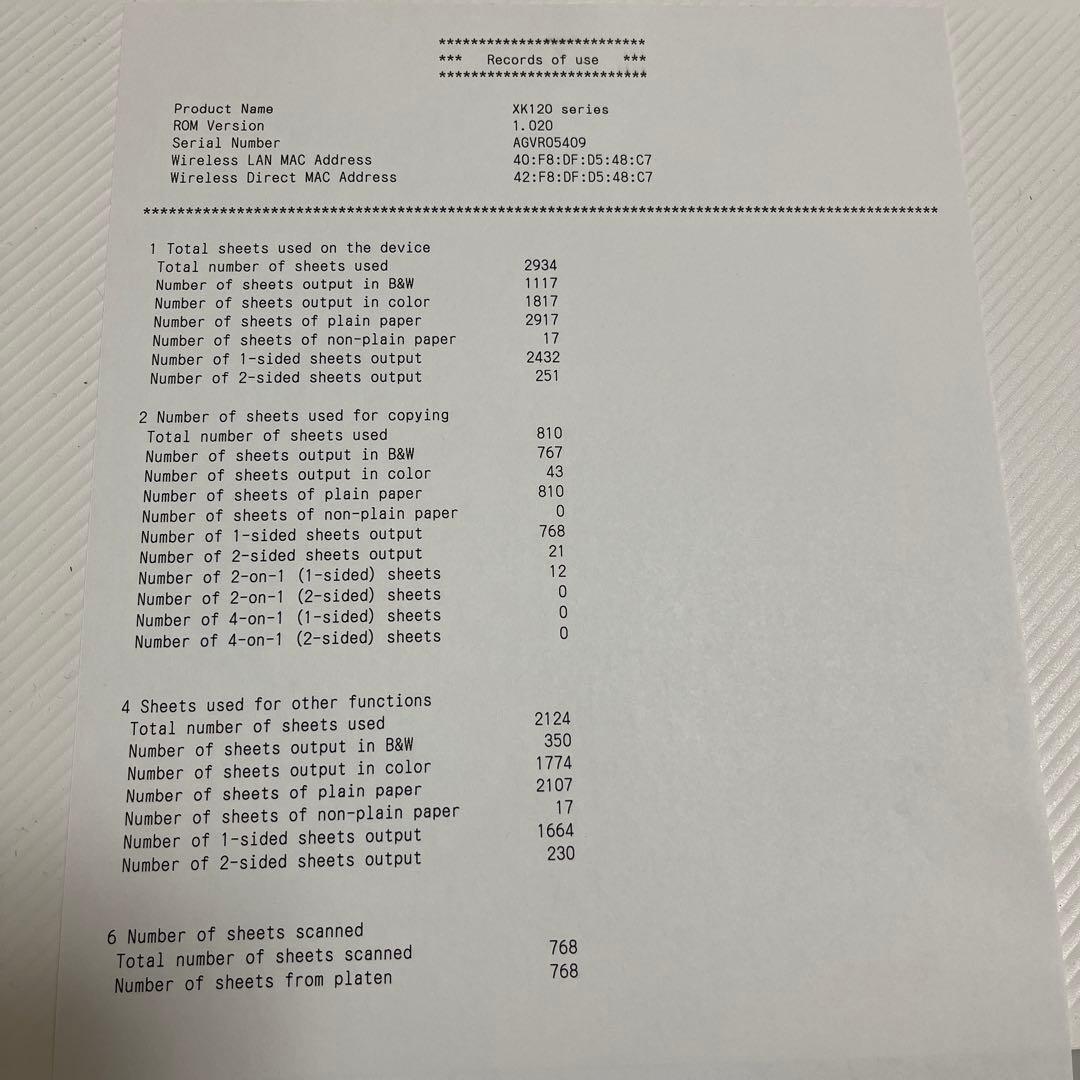 **************************
***   Records of use   ***
**************************
Product Name XK120 series
ROM Version 1.020
Serial Number AGVR05409
Wireless LAN MAC Address 40:F8:DF:D5:48:C7
Wireless Direct MAC Address 42:F8:DF:D5:48:C7
**********************************************************************************************
1 Total sheets used on the device
Total number of sheets used 2934
Number of sheets output in B&W 1117
Number of sheets output in color 1817
Number of sheets of plain paper 2917
Number of sheets of non-plain paper 17
Number of 1-sided sheets output 2432
Number of 2-sided sheets output 251
2 Number of sheets used for copying
Total number of sheets used 810
Number of sheets output in B&W 767
Number of sheets output in color 43
Number of sheets of plain paper 810
Number of sheets of non-plain paper 0
Number of 1-sided sheets output 768
Number of 2-sided sheets output 21
Number of 2-on-1 (1-sided) sheets 12
Number of 2-on-1 (2-sided) sheets 0
Number of 4-on-1 (1-sided) sheets 0
Number of 4-on-1 (2-sided) sheets 0
4 Sheets used for other functions
Total number of sheets used 2124
Number of sheets output in B&W 350
Number of sheets output in color 1774
Number of sheets of plain paper 2107
Number of sheets of non-plain paper 17
Number of 1-sided sheets output 1664
Number of 2-sided sheets output 230
6 Number of sheets scanned
Total number of sheets scanned 768
Number of sheets from platen 768